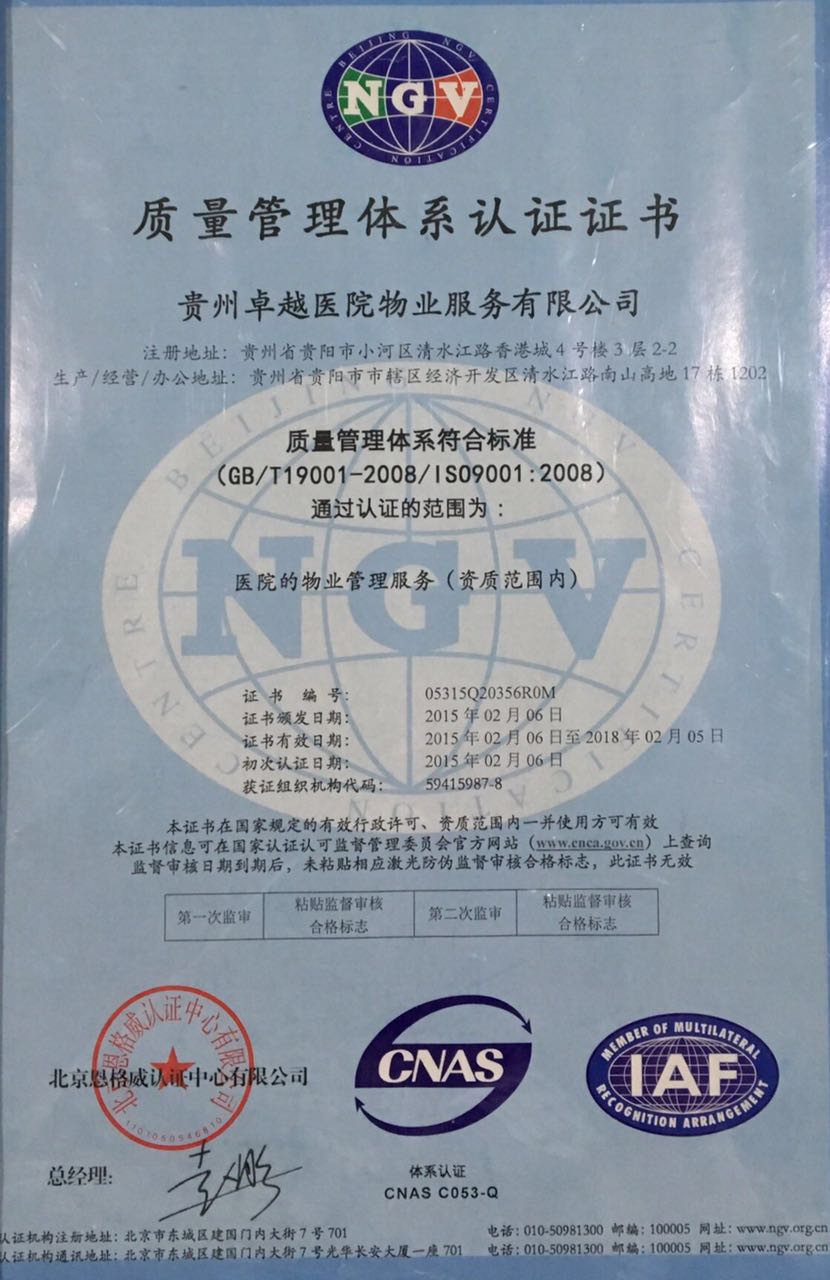 BEIJING NGV CERTIFICATION CENTRE
NGV
质量管理体系认证证书
贵州卓越医院物业服务有限公司
注册地址：贵州省贵阳市小河区清水江路香港城4号楼3层2-2
生产/经营/办公地址：贵州省贵阳市市辖区经济开发区清水江路南山高地17栋1202
BEIJING NGV CERTIFICATION CENTRE
NGV
质量管理体系符合标准
（GB/T19001-2008/ISO9001:2008）
通过认证的范围为：
医院的物业管理服务（资质范围内）
证书编号： 05315Q20356R0M
证书颁发日期： 2015年02月06日
证书有效日期： 2015年02月06日至2018年02月05日
初次认证日期： 2015年02月06日
获证组织机构代码： 59415987-8
本证书在国家规定的有效行政许可、资质范围内一并使用方可有效
本证书信息可在国家认证认可监督管理委员会官方网站（www.cnca.gov.cn）上查询
监督审核日期到期后，未粘贴相应激光防伪监督审核合格标志，此证书无效
第一次监审 粘贴监督审核合格标志 第二次监审 粘贴监督审核合格标志
北京恩格威认证中心有限公司
1101080546810
北京恩格威认证中心有限公司
CNAS
MEMBER OF MULTILATERAL
IAF
RECOGNITION ARRANGEMENT
总经理：
体系认证
CNAS C053-Q
认证机构注册地址：北京市东城区建国门内大街7号701 电话：010-50981300 邮编：100005 网址：www.ngv.org.cn
认证机构通讯地址：北京市东城区建国门内大街7号光华长安大厦一座701 电话：010-50981300 邮编：100005 网址：www.ngv.org.cn